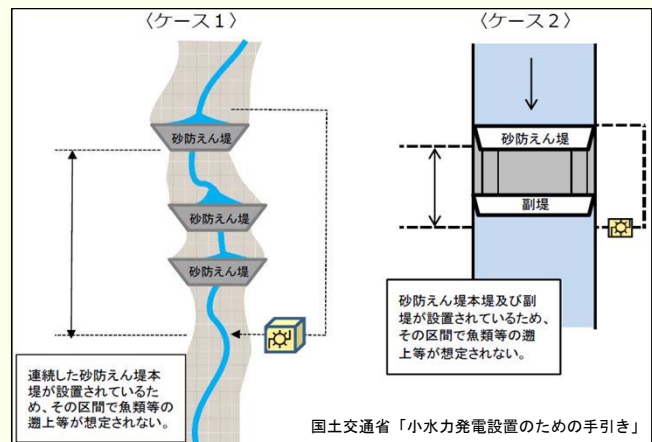 〈ケース1〉
砂防えん堤
砂防えん堤
砂防えん堤
連続した砂防えん堤本
堤が設置されているた
め、その区間で魚類等の
遡上等が想定されない。
〈ケース2〉
砂防えん堤
副堤
砂防えん堤本堤及び副
堤が設置されているため、
その区間で魚類等の遡
上等が想定されない。
国土交通省「小水力発電設置のための手引き」